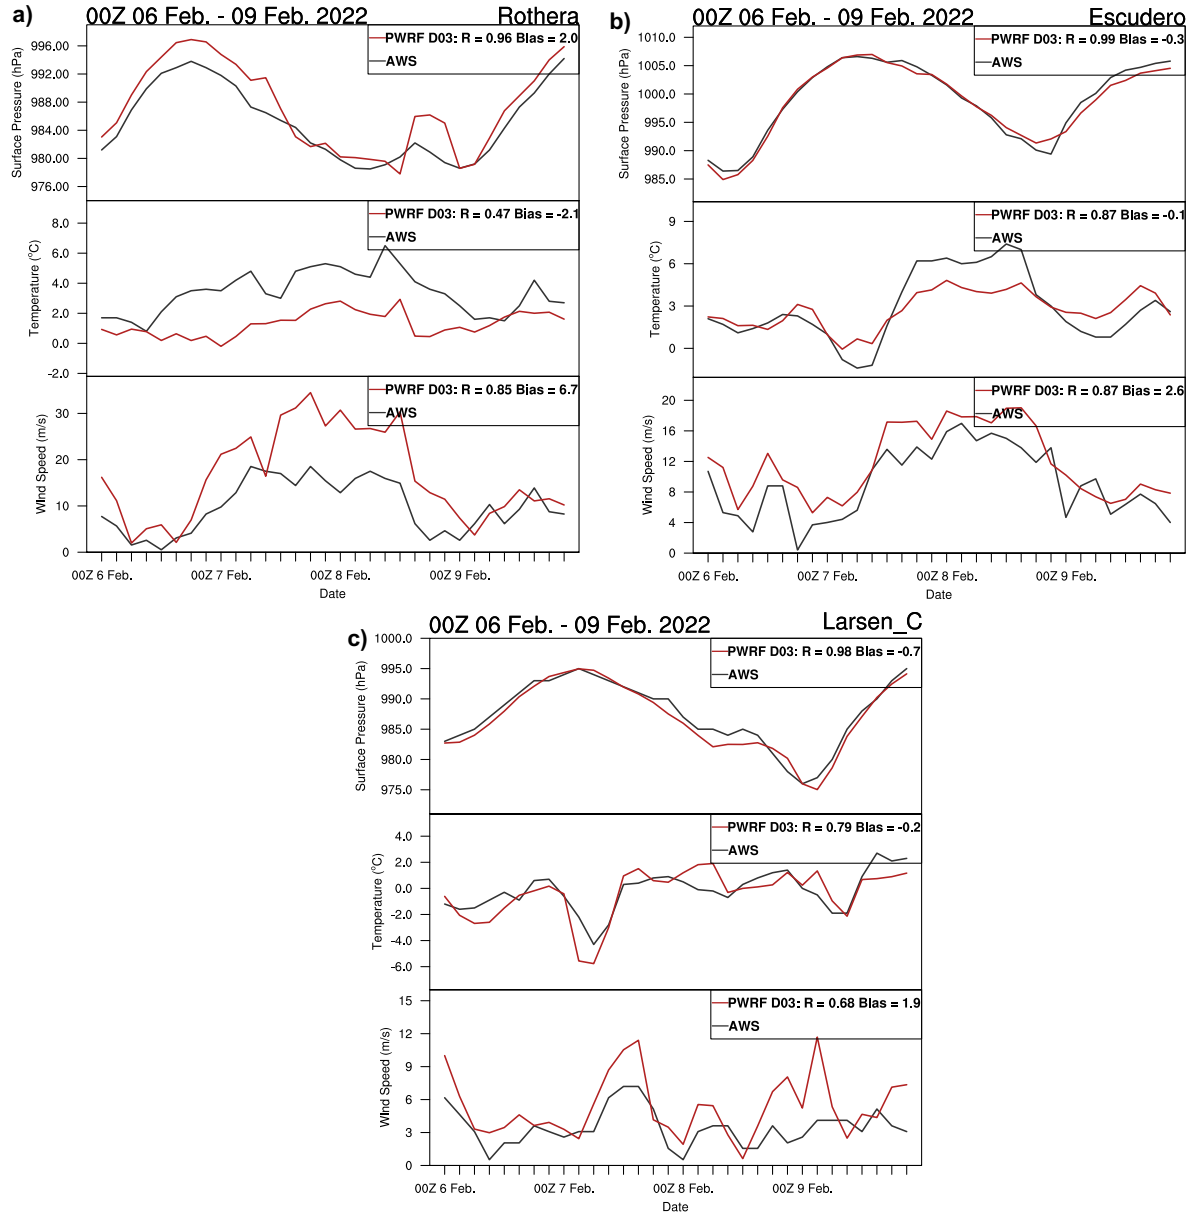 a)
00Z 06 Feb. - 09 Feb. 2022
Rothera
PWRF D03: R = 0.96 Bias = 2.0
AWS
Surface Pressure (hPa)
996.00
992.00
988.00
984.00
980.00
976.00
PWRF D03: R = 0.47 Bias = -2.1
AWS
Temperature (°C)
8.0
6.0
4.0
2.0
0.0
-2.0
PWRF D03: R = 0.85 Bias = 6.7
AWS
Wind Speed (m/s)
30
20
10
0
00Z 6 Feb.
00Z 7 Feb.
00Z 8 Feb.
00Z 9 Feb.
Date
b)
00Z 06 Feb. - 09 Feb. 2022
Escudero
PWRF D03: R = 0.99 Bias = -0.3
AWS
Surface Pressure (hPa)
1010.0
1005.0
1000.0
995.0
990.0
985.0
PWRF D03: R = 0.87 Bias = -0.1
AWS
Temperature (°C)
9
6
3
0
PWRF D03: R = 0.87 Bias = 2.6
AWS
Wind Speed (m/s)
20
16
12
8
4
0
00Z 6 Feb.
00Z 7 Feb.
00Z 8 Feb.
00Z 9 Feb.
Date
c)
00Z 06 Feb. - 09 Feb. 2022
Larsen_C
PWRF D03: R = 0.98 Bias = -0.7
AWS
Surface Pressure (hPa)
1000.0
995.0
990.0
985.0
980.0
975.0
PWRF D03: R = 0.79 Bias = -0.2
AWS
Temperature (°C)
4.0
2.0
0.0
-2.0
-4.0
-6.0
PWRF D03: R = 0.68 Bias = 1.9
AWS
Wind Speed (m/s)
15
12
9
6
3
0
00Z 6 Feb.
00Z 7 Feb.
00Z 8 Feb.
00Z 9 Feb.
Date